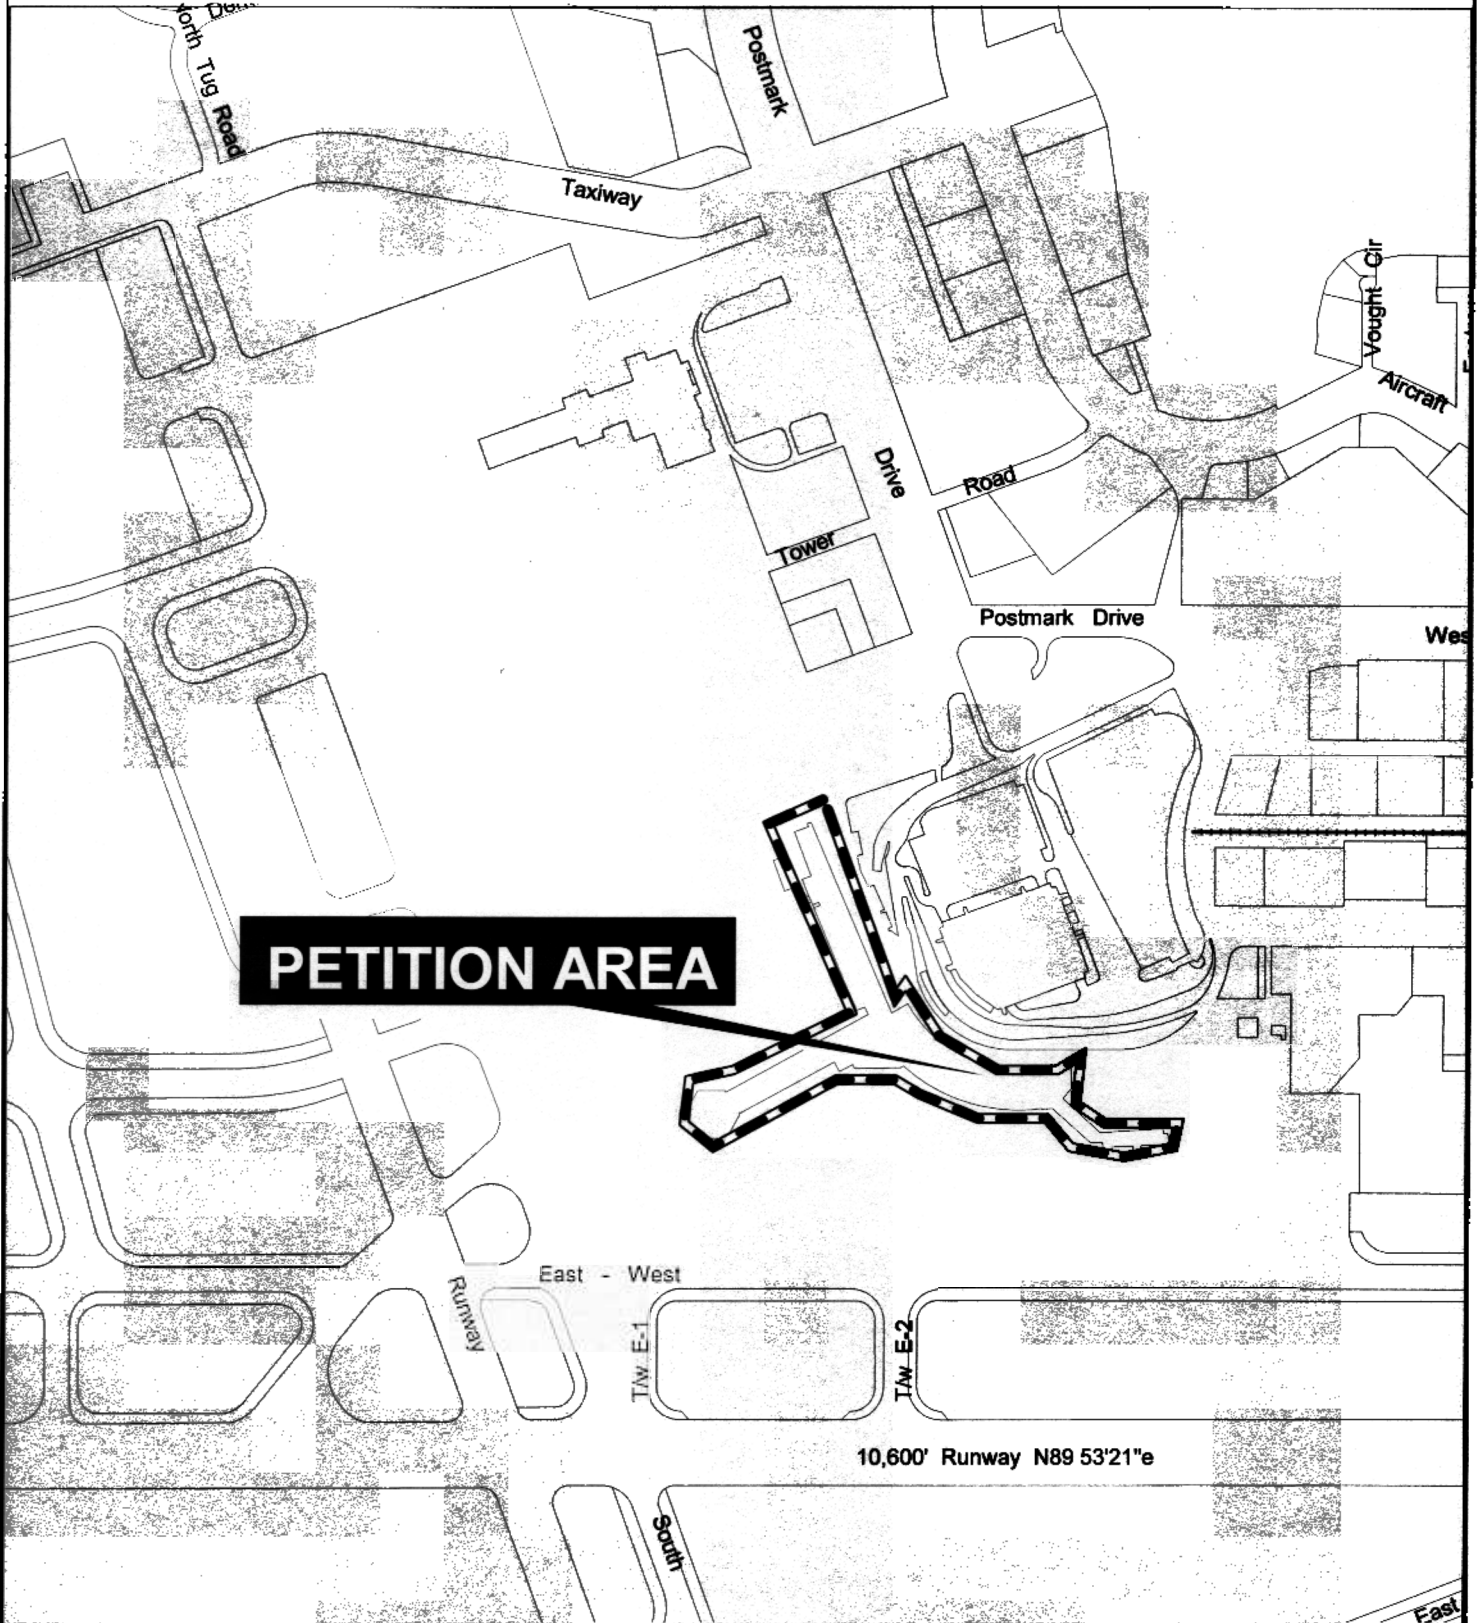 North Tug Road
Postmark
Taxiway
Vought Cir
Aircraft
Drive
Road
Tower
Postmark Drive
PETITION AREA
East - West
Runway
T/w E-1
T/w E-2
10,600' Runway N89 53'21"e
South
East